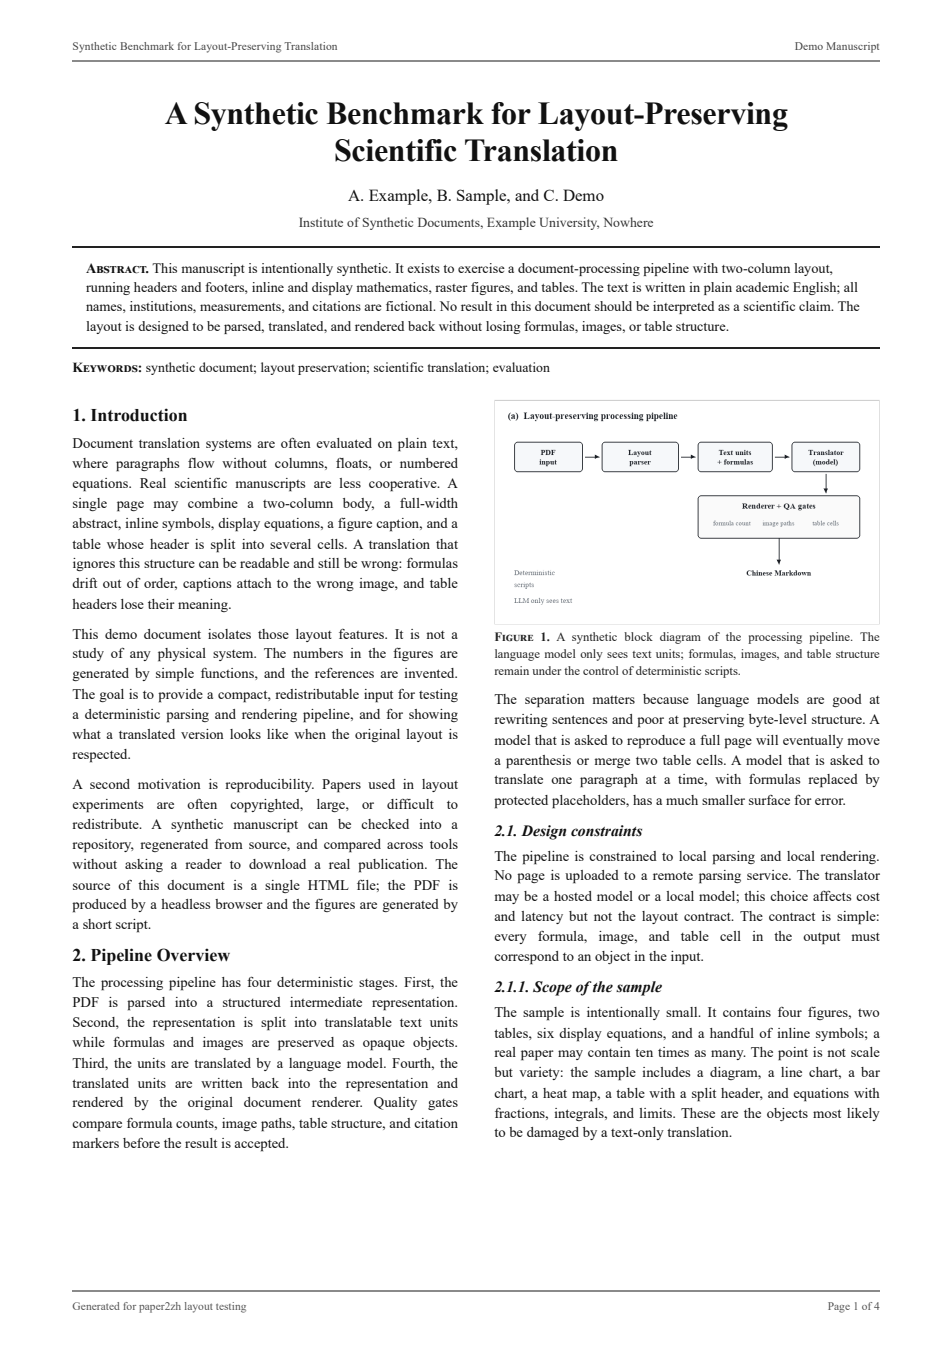 Synthetic Benchmark for Layout-Preserving Translation
Demo Manuscript
A Synthetic Benchmark for Layout-Preserving
Scientific Translation
A. Example, B. Sample, and C. Demo
Institute of Synthetic Documents, Example University, Nowhere
ABSTRACT. This manuscript is intentionally synthetic. It exists to exercise a document-processing pipeline with two-column layout,
running headers and footers, inline and display mathematics, raster figures, and tables. The text is written in plain academic English; all
names, institutions, measurements, and citations are fictional. No result in this document should be interpreted as a scientific claim. The
layout is designed to be parsed, translated, and rendered back without losing formulas, images, or table structure.
KEYWORDS: synthetic document; layout preservation; scientific translation; evaluation
1. Introduction
Document translation systems are often evaluated on plain text,
where paragraphs flow without columns, floats, or numbered
equations. Real scientific manuscripts are less cooperative. A
single page may combine a two-column body, a full-width
abstract, inline symbols, display equations, a figure caption, and a
table whose header is split into several cells. A translation that
ignores this structure can be readable and still be wrong: formulas
drift out of order, captions attach to the wrong image, and table
headers lose their meaning.
This demo document isolates those layout features. It is not a
study of any physical system. The numbers in the figures are
generated by simple functions, and the references are invented.
The goal is to provide a compact, redistributable input for testing
a deterministic parsing and rendering pipeline, and for showing
what a translated version looks like when the original layout is
respected.
A second motivation is reproducibility. Papers used in layout
experiments are often copyrighted, large, or difficult to
redistribute. A synthetic manuscript can be checked into a
repository, regenerated from source, and compared across tools
without asking a reader to download a real publication. The
source of this document is a single HTML file; the PDF is
produced by a headless browser and the figures are generated by
a short script.
2. Pipeline Overview
The processing pipeline has four deterministic stages. First, the
PDF is parsed into a structured intermediate representation.
Second, the representation is split into translatable text units
while formulas and images are preserved as opaque objects.
Third, the units are translated by a language model. Fourth, the
translated units are written back into the representation and
rendered by the original document renderer. Quality gates
compare formula counts, image paths, table structure, and citation
markers before the result is accepted.
(a) Layout-preserving processing pipeline
PDF
input
Layout
parser
Text units
+ formulas
Translator
(model)
Renderer + QA gates
formula count image paths table cells
Chinese Markdown
Deterministic
scripts
LLM only sees text
FIGURE 1. A synthetic block diagram of the processing pipeline. The
language model only sees text units; formulas, images, and table structure
remain under the control of deterministic scripts.
The separation matters because language models are good at
rewriting sentences and poor at preserving byte-level structure. A
model that is asked to reproduce a full page will eventually move
a parenthesis or merge two table cells. A model that is asked to
translate one paragraph at a time, with formulas replaced by
protected placeholders, has a much smaller surface for error.
2.1. Design constraints
The pipeline is constrained to local parsing and local rendering.
No page is uploaded to a remote parsing service. The translator
may be a hosted model or a local model; this choice affects cost
and latency but not the layout contract. The contract is simple:
every formula, image, and table cell in the output must
correspond to an object in the input.
2.1.1. Scope of the sample
The sample is intentionally small. It contains four figures, two
tables, six display equations, and a handful of inline symbols; a
real paper may contain ten times as many. The point is not scale
but variety: the sample includes a diagram, a line chart, a bar
chart, a heat map, a table with a split header, and equations with
fractions, integrals, and limits. These are the objects most likely
to be damaged by a text-only translation.
Generated for paper2zh layout testing
Page 1 of 4